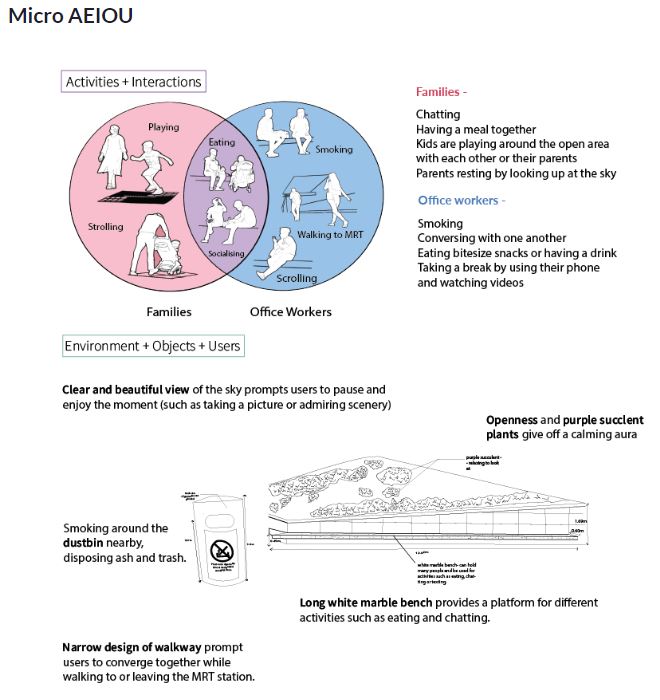 Micro AEIOU
Activities + Interactions
Playing
Eating
Smoking
Strolling
Walking to MRT
Socialising
Scrolling
Families
Office Workers
Families -
Chatting
Having a meal together
Kids are playing around the open area
with each other or their parents
Parents resting by looking up at the sky
Office workers -
Smoking
Conversing with one another
Eating bitesize snacks or having a drink
Taking a break by using their phone
and watching videos
Environment + Objects + Users
Clear and beautiful view of the sky prompts users to pause and
enjoy the moment (such as taking a picture or admiring scenery)
Openness and purple succlent
plants give off a calming aura
purple succulent -
- relaxing to look
at
Smoking around the
dustbin nearby,
disposing ash and trash.
1.69m
0.60m
white marble bench- can hold
many people and be used for
activities such as eating, chat-
ting or texting
Long white marble bench provides a platform for different
activities such as eating and chatting.
Narrow design of walkway prompt
users to converge together while
walking to or leaving the MRT station.